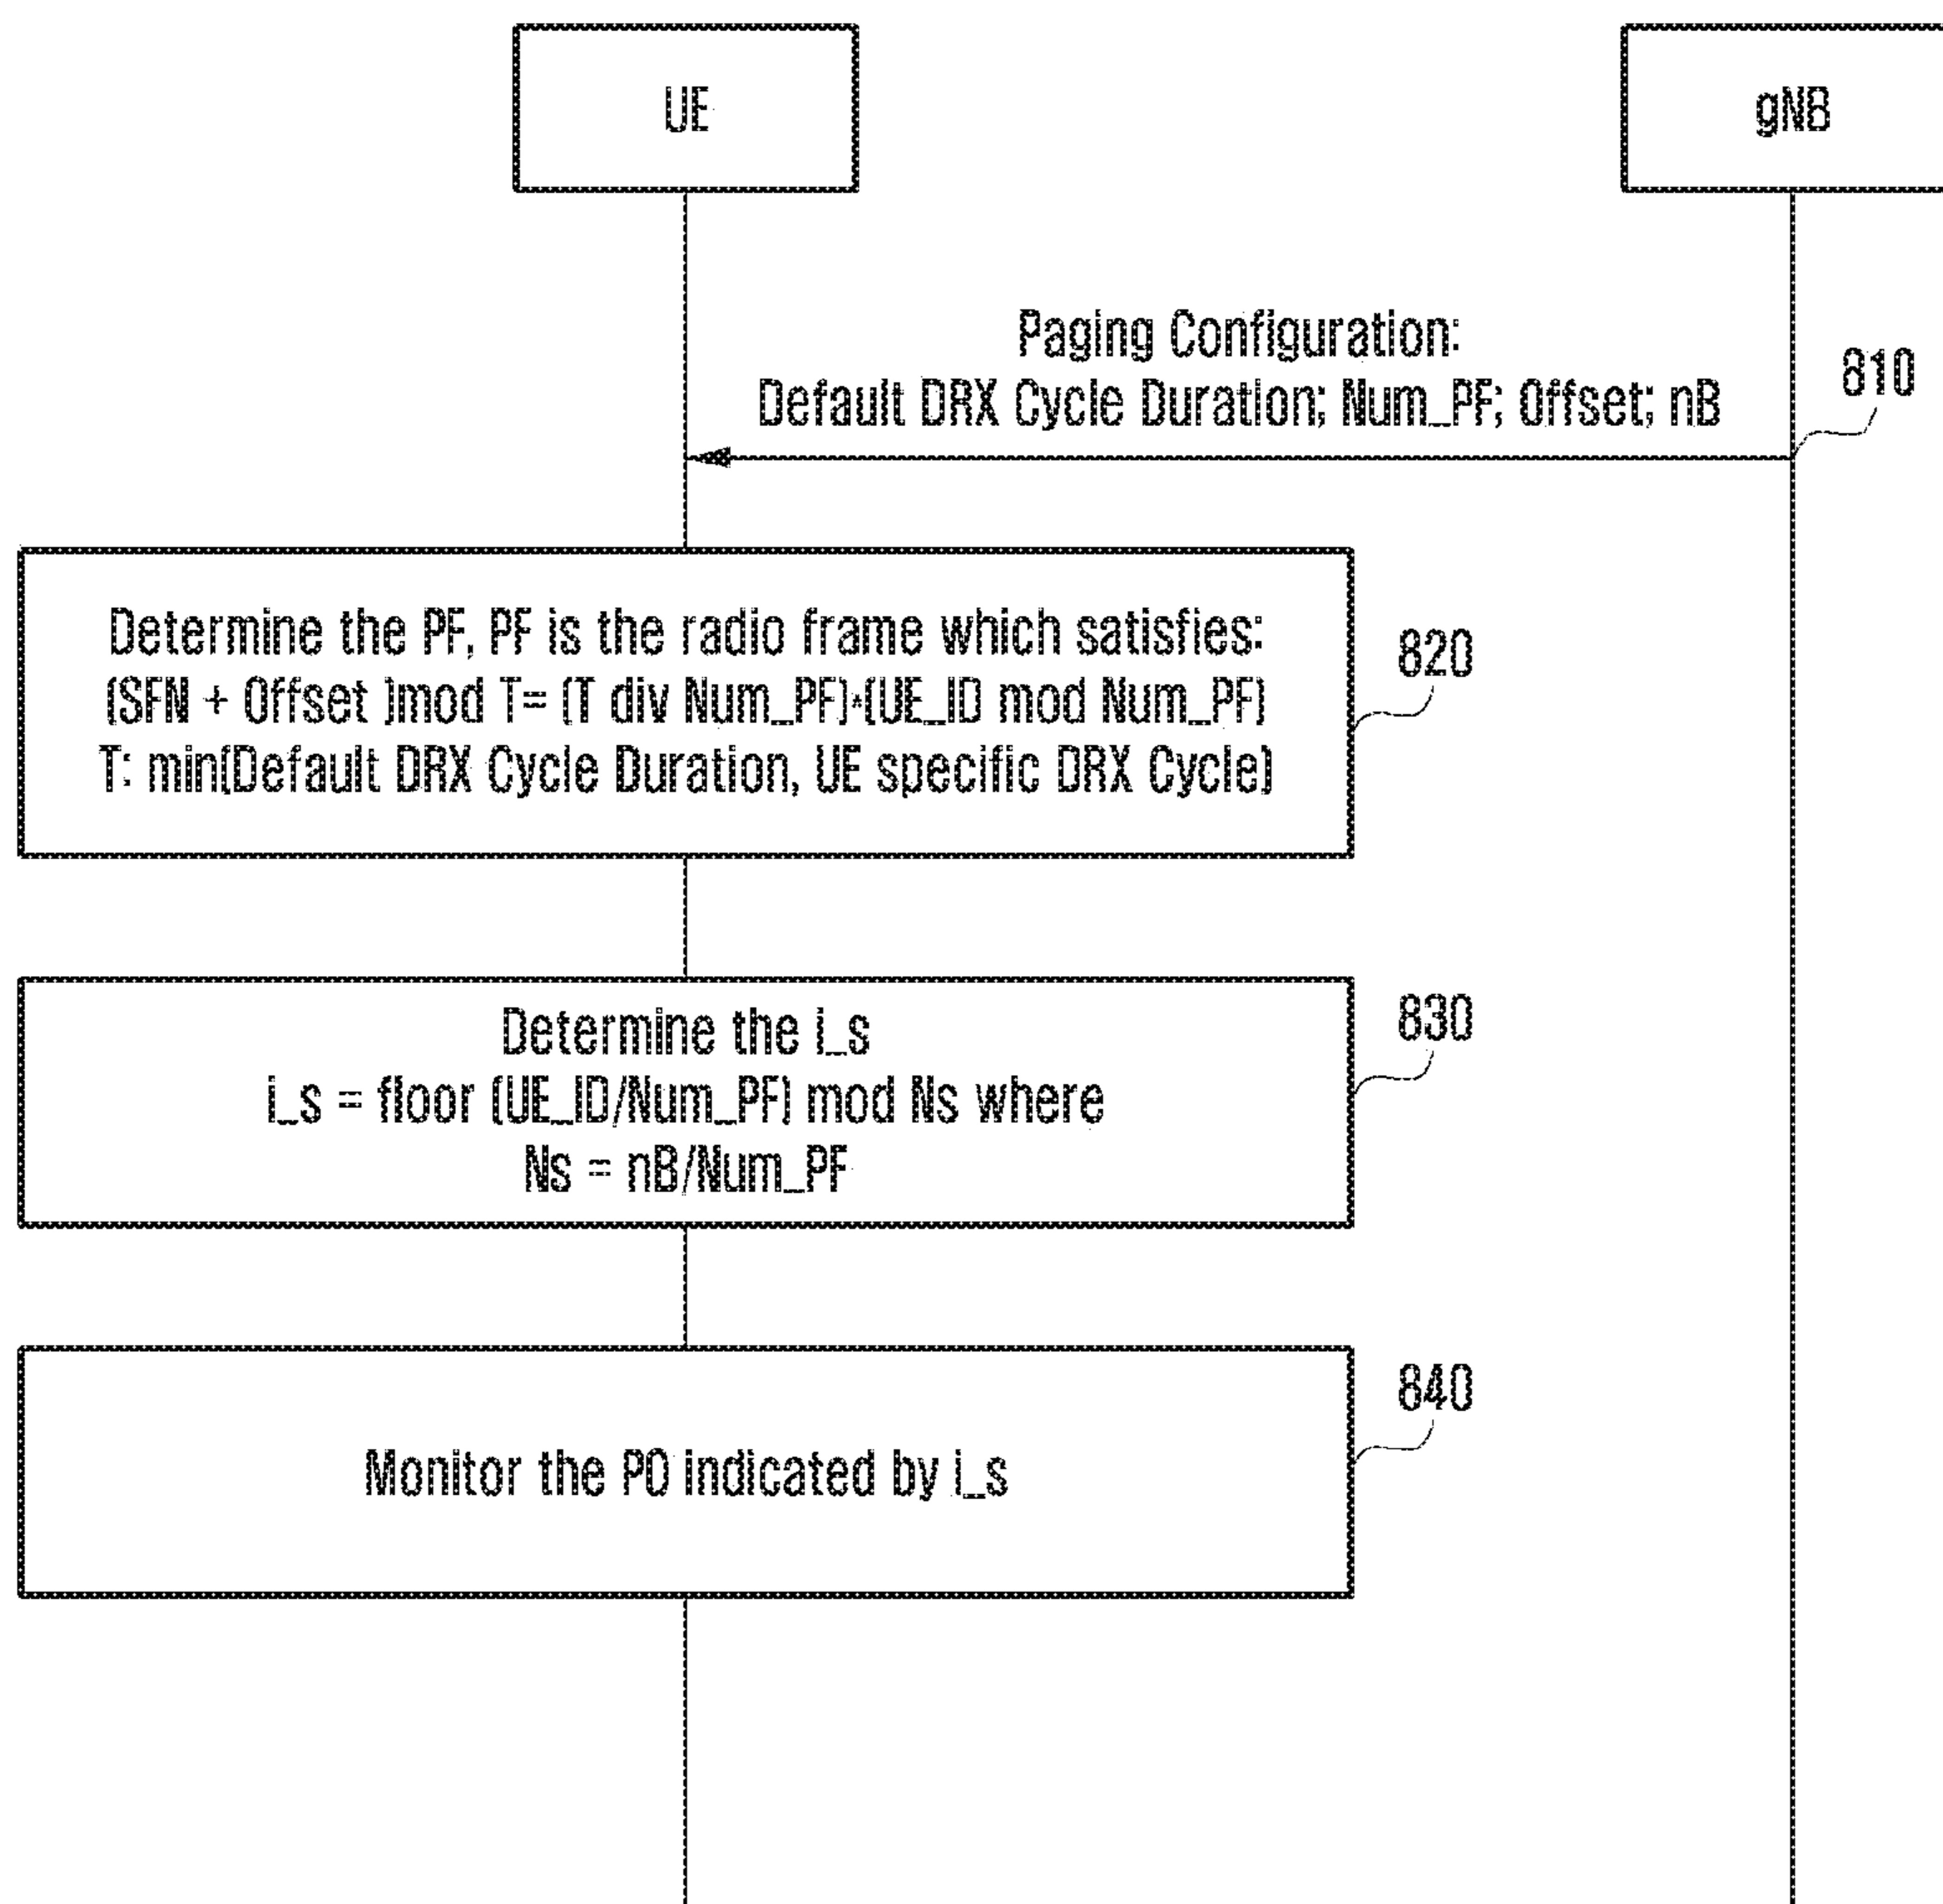 UE
gNB
Paging Configuration:
Default DRX Cycle Duration; Num_PF; Offset; nB
810
Determine the PF, PF is the radio frame which satisfies:
(SFN + Offset )mod T= (T div Num_PF)*(UE_ID mod Num_PF)
T: min(Default DRX Cycle Duration, UE specific DRX Cycle)
820
Determine the i_s
i_s = floor (UE_ID/Num_PF) mod Ns where
Ns = nB/Num_PF
830
Monitor the PO indicated by i_s
840